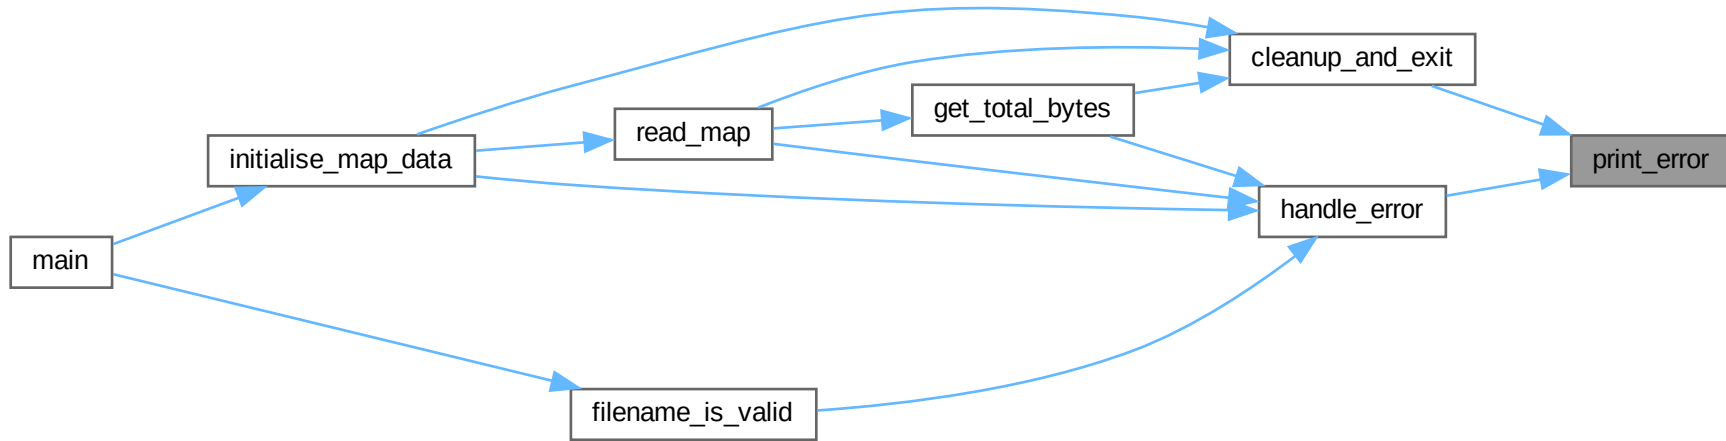 cleanup_and_exit
get_total_bytes
read_map
initialise_map_data
print_error
handle_error
main
filename_is_valid